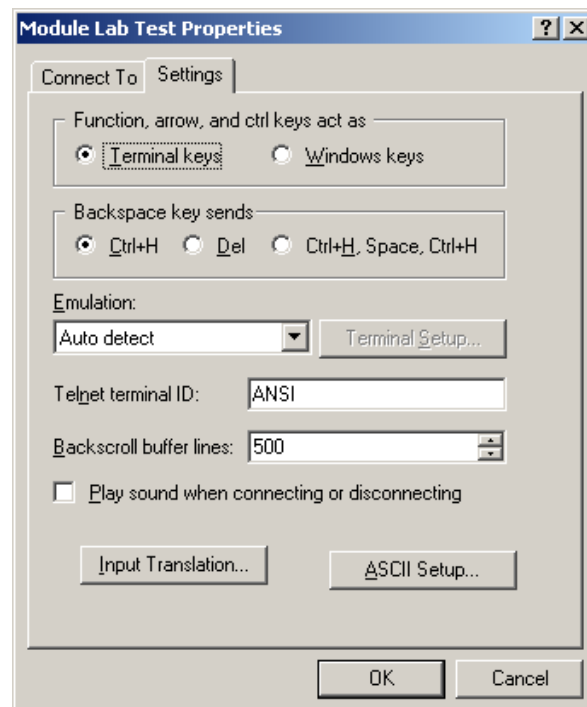 Module Lab Test Properties
Connect To Settings
Function, arrow, and ctrl keys act as
Terminal keys Windows keys
Backspace key sends
Ctrl+H Del Ctrl+H, Space, Ctrl+H
Emulation:
Auto detect Terminal Setup...
Telnet terminal ID: ANSI
Backscroll buffer lines: 500
Play sound when connecting or disconnecting
Input Translation... ASCII Setup...
OK Cancel